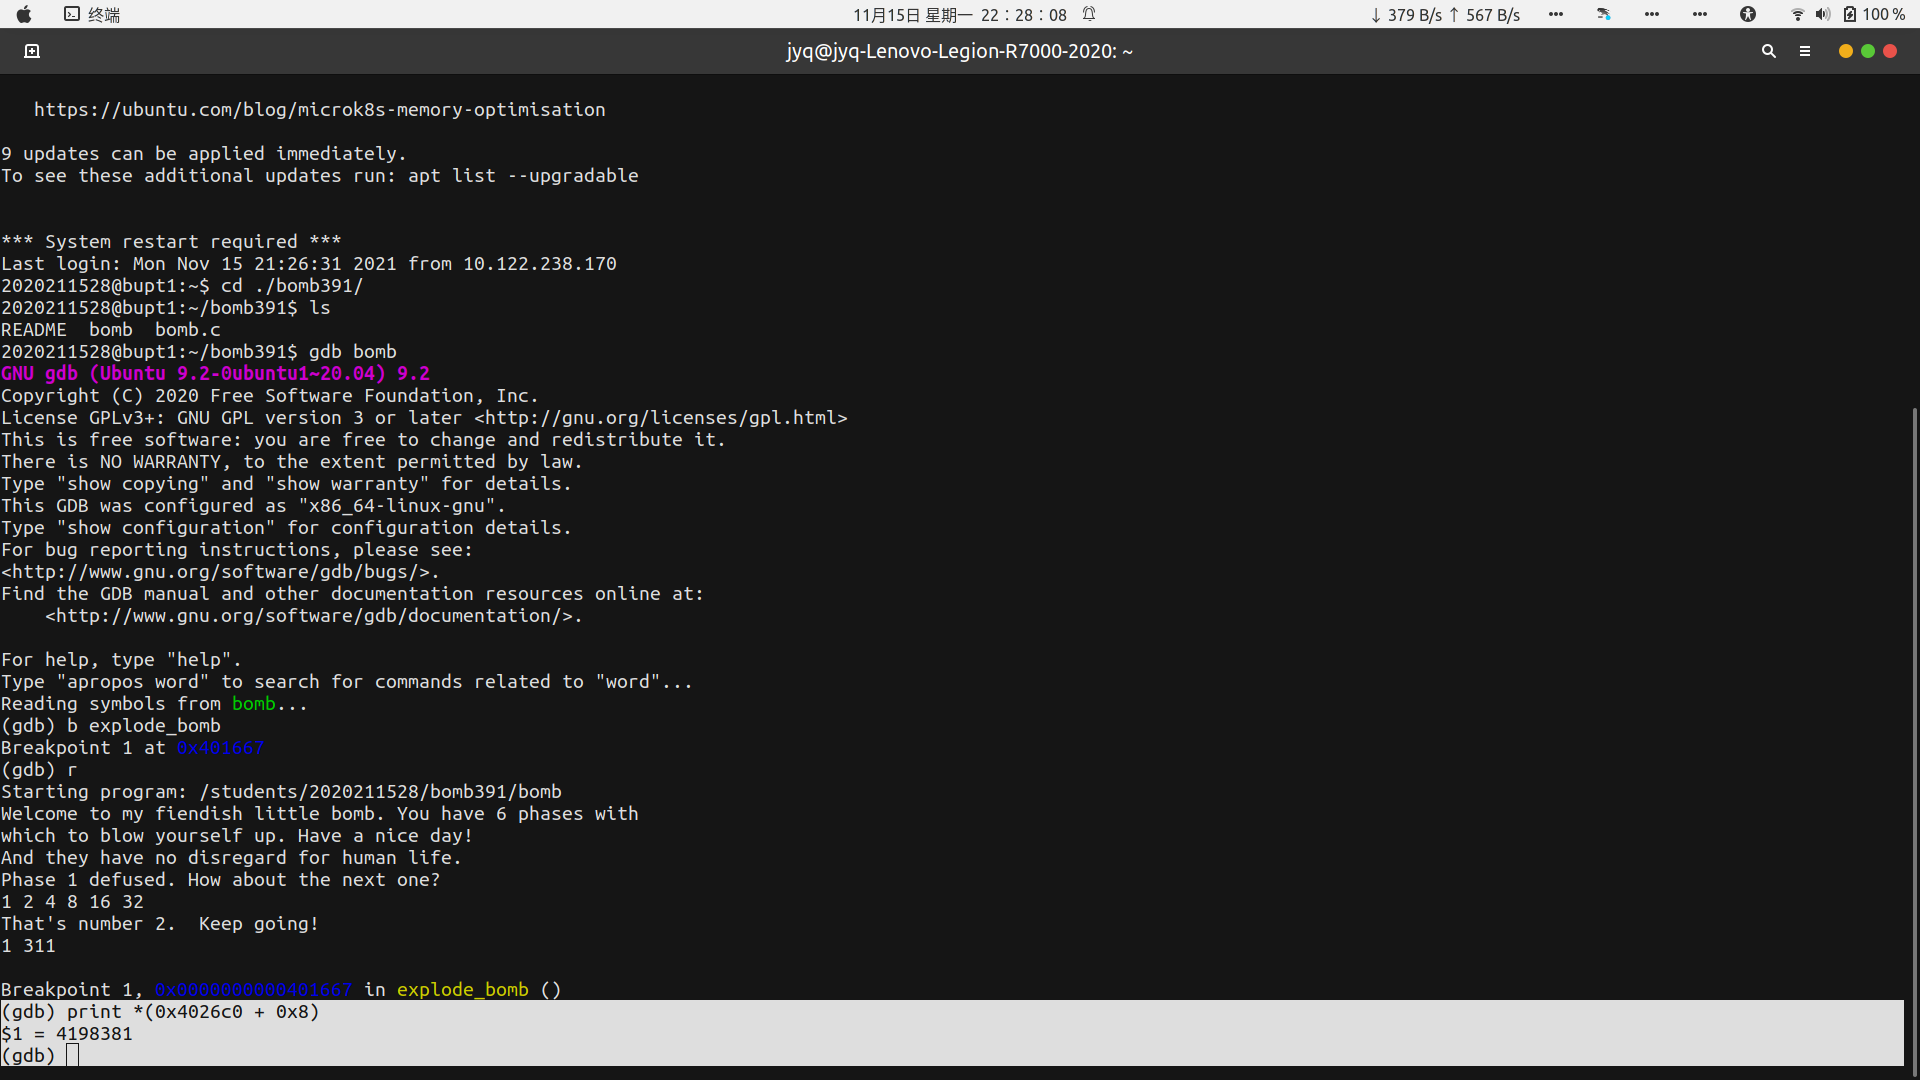 终端
11月15日 星期一 22：28：08
↓ 379 B/s ↑ 567 B/s
100 %
jyq@jyq-Lenovo-Legion-R7000-2020: ~
https://ubuntu.com/blog/microk8s-memory-optimisation
9 updates can be applied immediately.
To see these additional updates run: apt list --upgradable
*** System restart required ***
Last login: Mon Nov 15 21:26:31 2021 from 10.122.238.170
2020211528@bupt1:~$ cd ./bomb391/
2020211528@bupt1:~/bomb391$ ls
README  bomb  bomb.c
2020211528@bupt1:~/bomb391$ gdb bomb
GNU gdb (Ubuntu 9.2-0ubuntu1~20.04) 9.2
Copyright (C) 2020 Free Software Foundation, Inc.
License GPLv3+: GNU GPL version 3 or later <http://gnu.org/licenses/gpl.html>
This is free software: you are free to change and redistribute it.
There is NO WARRANTY, to the extent permitted by law.
Type "show copying" and "show warranty" for details.
This GDB was configured as "x86_64-linux-gnu".
Type "show configuration" for configuration details.
For bug reporting instructions, please see:
<http://www.gnu.org/software/gdb/bugs/>.
Find the GDB manual and other documentation resources online at:
    <http://www.gnu.org/software/gdb/documentation/>.
For help, type "help".
Type "apropos word" to search for commands related to "word"...
Reading symbols from bomb...
(gdb) b explode_bomb
Breakpoint 1 at 0x401667
(gdb) r
Starting program: /students/2020211528/bomb391/bomb
Welcome to my fiendish little bomb. You have 6 phases with
which to blow yourself up. Have a nice day!
And they have no disregard for human life.
Phase 1 defused. How about the next one?
1 2 4 8 16 32
That's number 2.  Keep going!
1 311
Breakpoint 1, 0x0000000000401667 in explode_bomb ()
(gdb) print *(0x4026c0 + 0x8)
$1 = 4198381
(gdb)